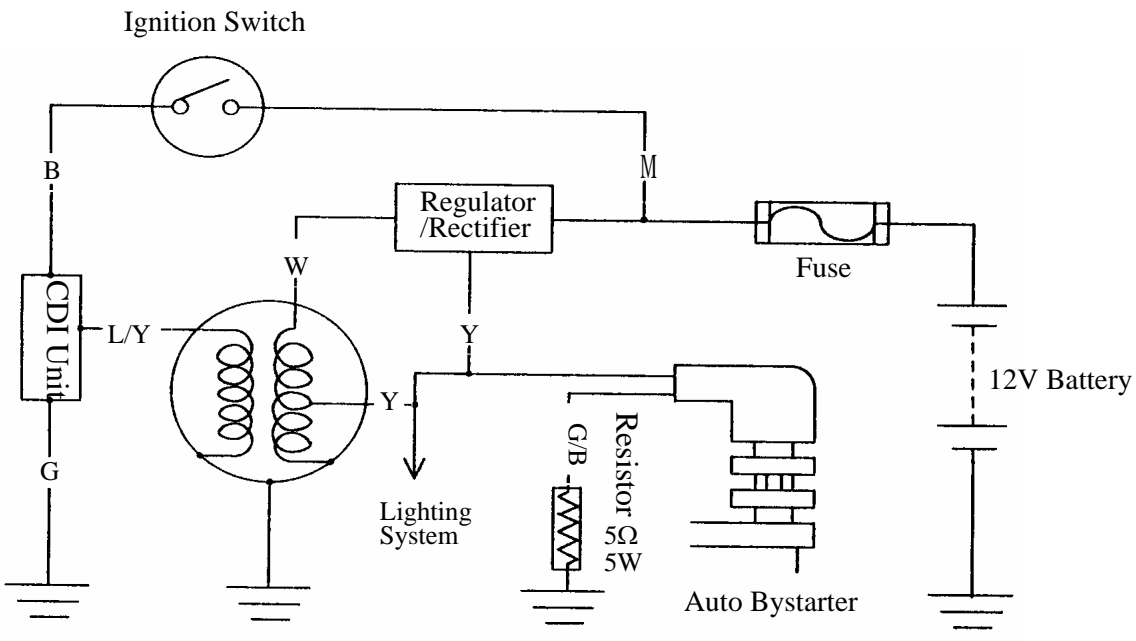 Ignition Switch
B
M
Regulator
/Rectifier
Fuse
W
CDI Unit
L/Y
Y
12V Battery
Y
G/B
Resistor
5Ω
5W
G
Lighting
System
Auto Bystarter